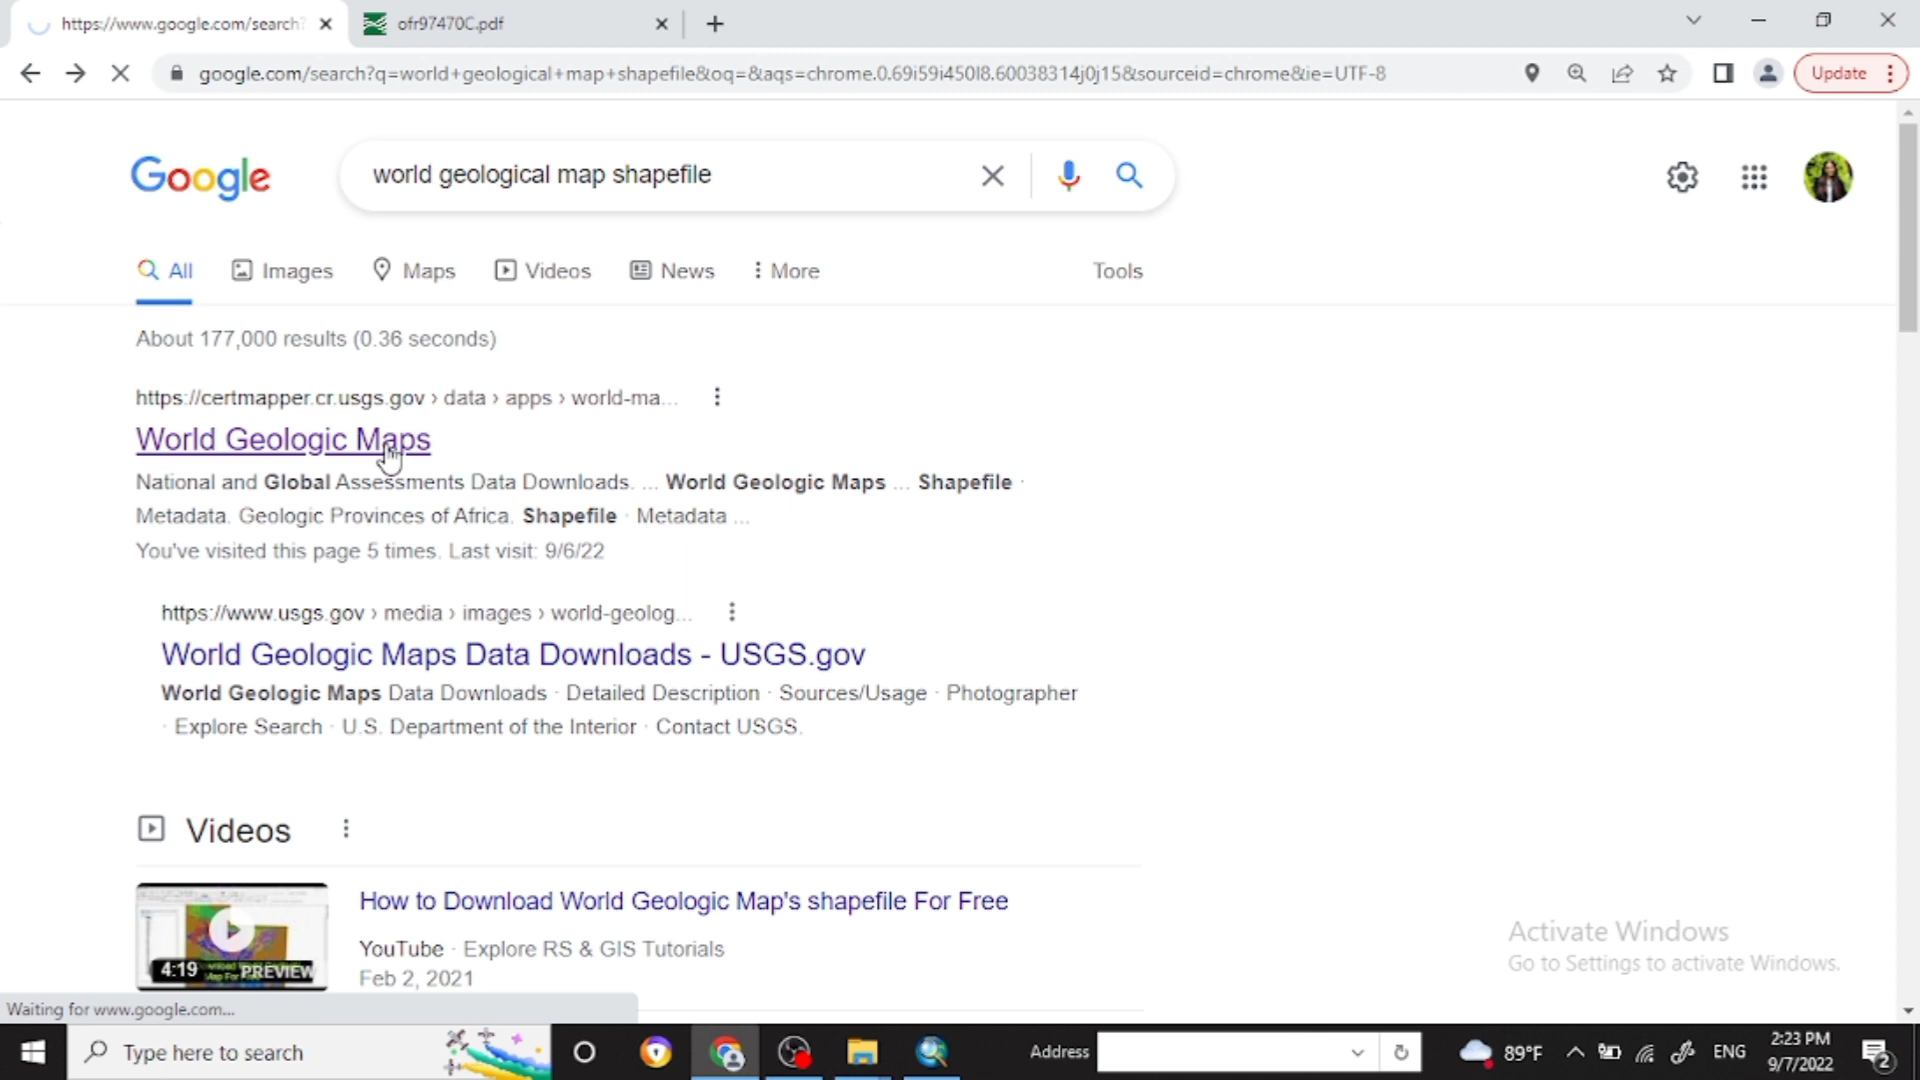 https://www.google.com/search?
ofr97470C.pdf
google.com/search?q=world+geological+map+shapefile&oq=&aqs=chrome.0.69i59i450l8.60038314j0j15&sourceid=chrome&ie=UTF-8
Update
Google
world geological map shapefile
All
Images
Maps
Videos
News
More
Tools
About 177,000 results (0.36 seconds)
https://certmapper.cr.usgs.gov › data › apps › world-ma...
World Geologic Maps
National and Global Assessments Data Downloads. ... World Geologic Maps ... Shapefile ·
Metadata. Geologic Provinces of Africa. Shapefile · Metadata ...
You've visited this page 5 times. Last visit: 9/6/22
https://www.usgs.gov › media › images › world-geolog...
World Geologic Maps Data Downloads - USGS.gov
World Geologic Maps Data Downloads · Detailed Description · Sources/Usage · Photographer
· Explore Search · U.S. Department of the Interior · Contact USGS.
Videos
How to Download World Geologic Map's shapefile For Free
YouTube · Explore RS & GIS Tutorials
Feb 2, 2021
4:19
PREVIEW
Activate Windows
Go to Settings to activate Windows.
Waiting for www.google.com...
Type here to search
Address
89°F
ENG
2:23 PM
9/7/2022
2